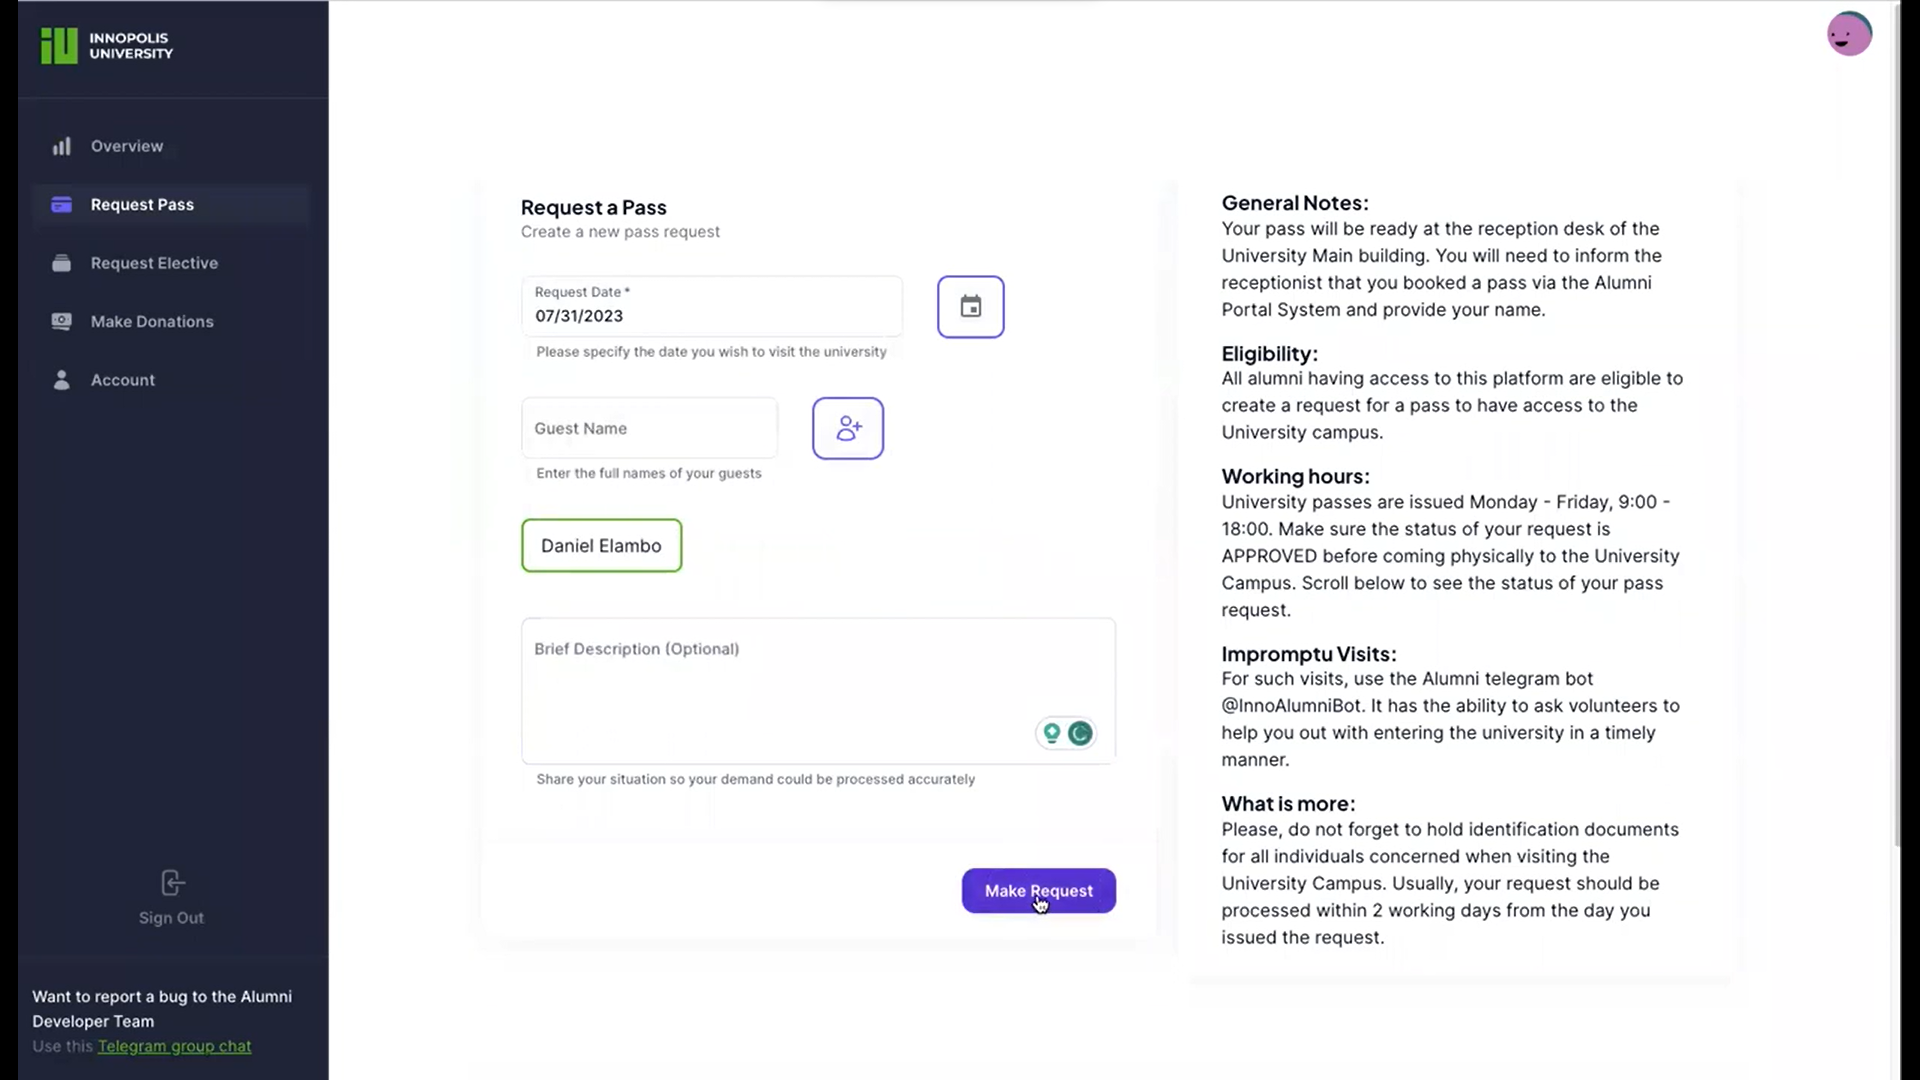 INNOPOLIS
UNIVERSITY
Overview
Request Pass
Request Elective
Make Donations
Account
Sign Out
Want to report a bug to the Alumni
Developer Team
Use this Telegram group chat
Request a Pass
Create a new pass request
Request Date *
07/31/2023
Please specify the date you wish to visit the university
Guest Name
Enter the full names of your guests
Daniel Elambo
Brief Description (Optional)
Share your situation so your demand could be processed accurately
Make Request
General Notes:
Your pass will be ready at the reception desk of the
University Main building. You will need to inform the
receptionist that you booked a pass via the Alumni
Portal System and provide your name.
Eligibility:
All alumni having access to this platform are eligible to
create a request for a pass to have access to the
University campus.
Working hours:
University passes are issued Monday - Friday, 9:00 -
18:00. Make sure the status of your request is
APPROVED before coming physically to the University
Campus. Scroll below to see the status of your pass
request.
Impromptu Visits:
For such visits, use the Alumni telegram bot
@InnoAlumniBot. It has the ability to ask volunteers to
help you out with entering the university in a timely
manner.
What is more:
Please, do not forget to hold identification documents
for all individuals concerned when visiting the
University Campus. Usually, your request should be
processed within 2 working days from the day you
issued the request.